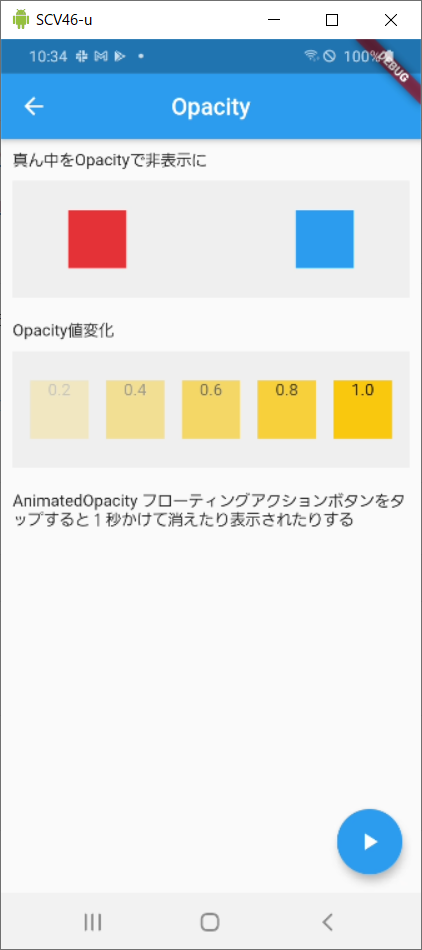 SCV46-u
10:34
100%
DEBUG
Opacity
真ん中をOpacityで非表示に
Opacity値変化
0.2 0.4 0.6 0.8 1.0
AnimatedOpacity フローティングアクションボタンをタ
ップすると１秒かけて消えたり表示されたりする